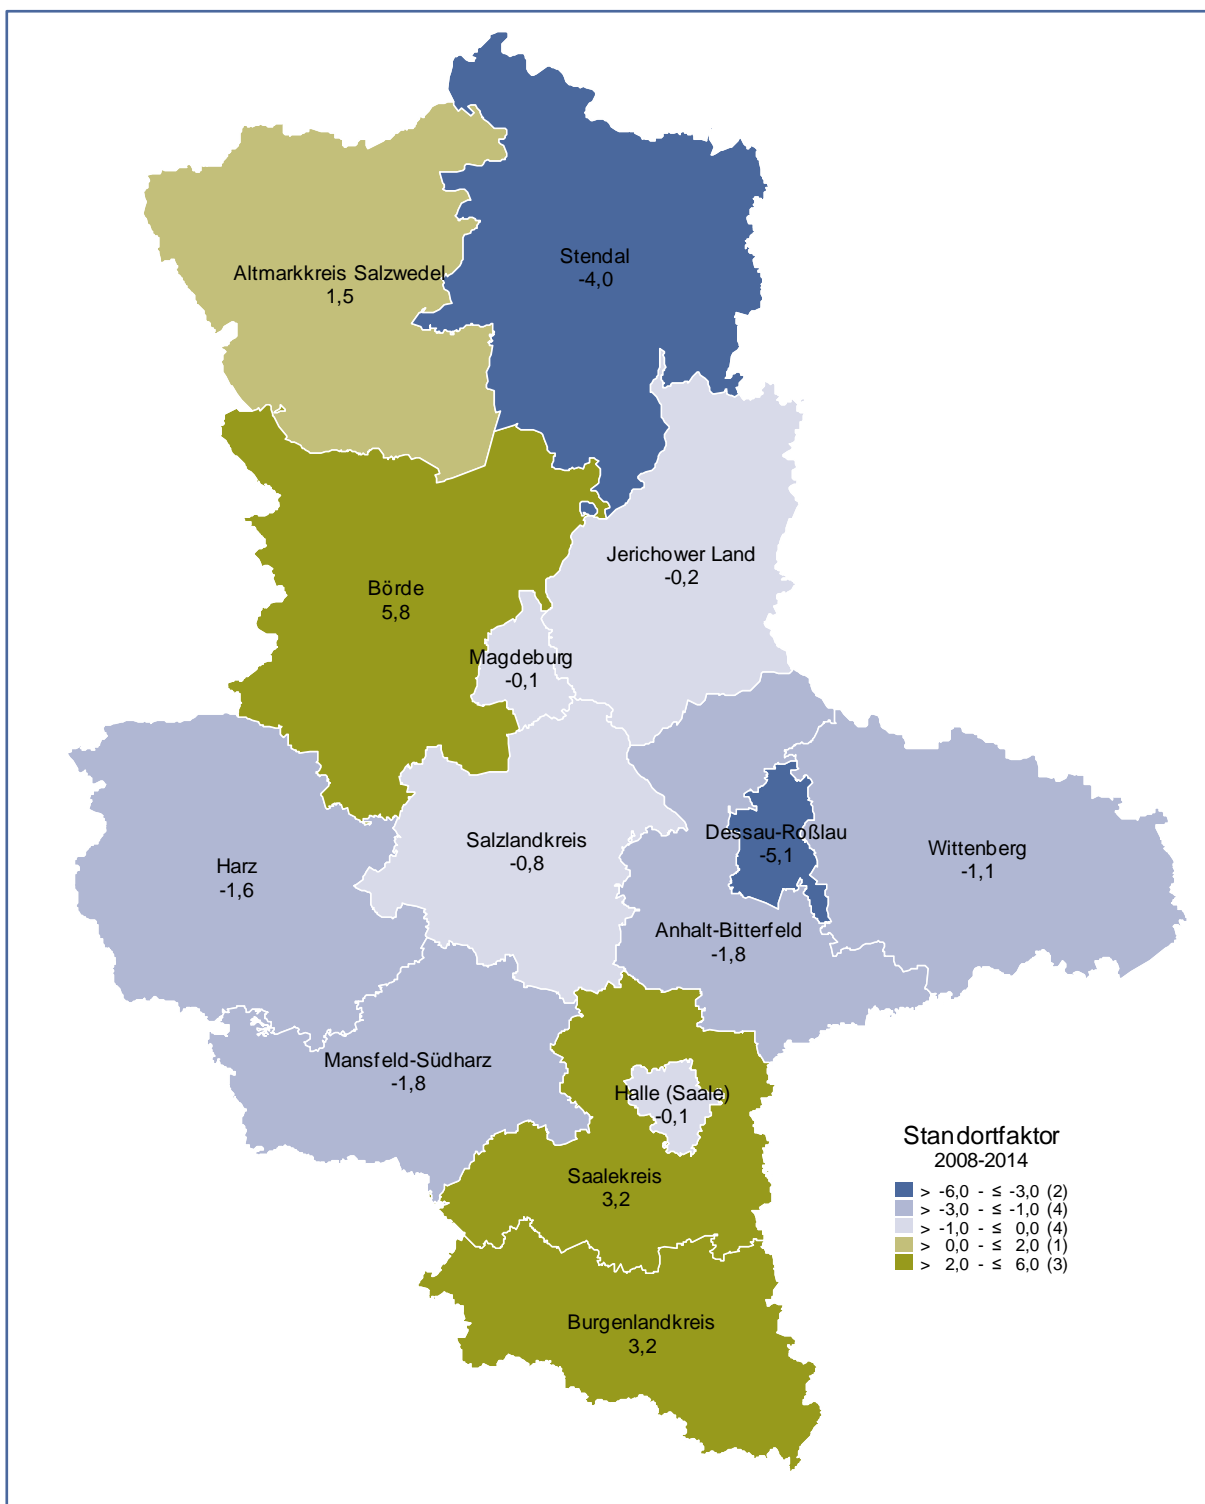 Stendal
-4,0
Altmarkkreis Salzwedel
1,5
Jerichower Land
-0,2
Börde
5,8
Magdeburg
-0,1
Salzlandkreis
-0,8
Dessau-Roßlau
-5,1
Wittenberg
-1,1
Harz
-1,6
Anhalt-Bitterfeld
-1,8
Mansfeld-Südharz
-1,8
Halle (Saale)
-0,1
Saalekreis
3,2
Burgenlandkreis
3,2
Standortfaktor
2008-2014
> -6,0 - ≤ -3,0 (2)
> -3,0 - ≤ -1,0 (4)
> -1,0 - ≤ 0,0 (4)
> 0,0 - ≤ 2,0 (1)
> 2,0 - ≤ 6,0 (3)